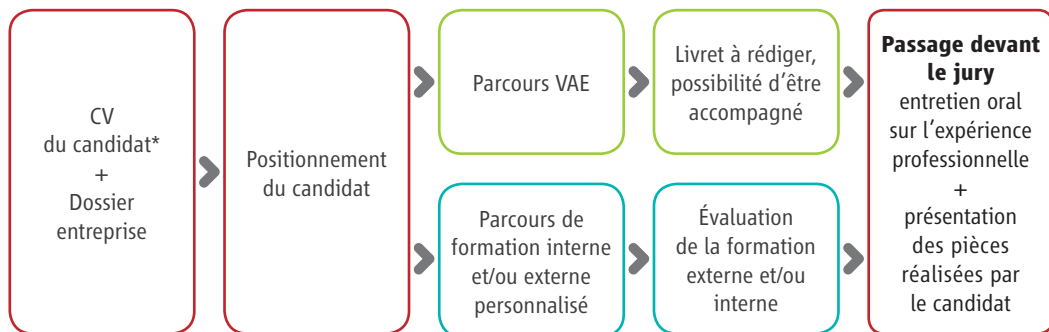 CV
du candidat*
+
Dossier
entreprise
Positionnement
du candidat
Parcours VAE
Livret à rédiger,
possibilité d'être
accompagné
Parcours de
formation interne
et/ou externe
personnalisé
Évaluation
de la formation
externe et/ou
interne
Passage devant
le jury
entretien oral
sur l'expérience
professionnelle
+
présentation
des pièces
réalisées par
le candidat